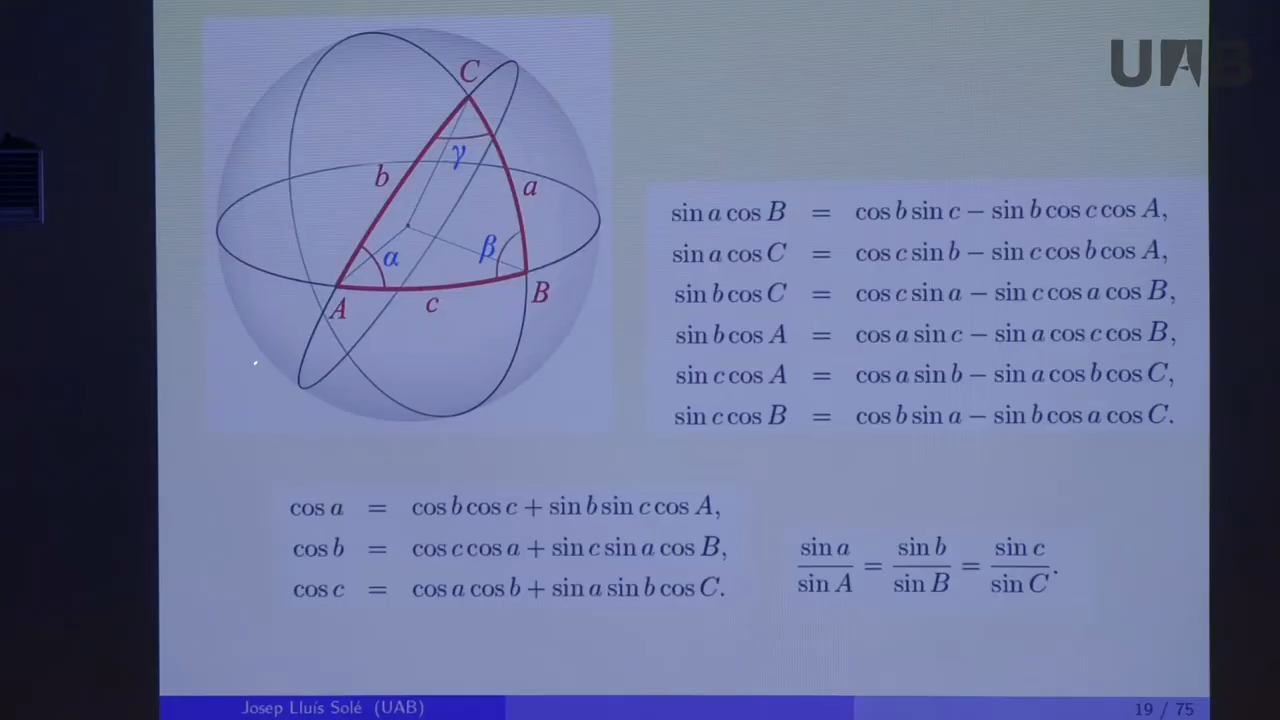 UAB
C
γ
b
a
α
β
A
c
B
sin a cos B = cos b sin c − sin b cos c cos A,
sin a cos C = cos c sin b − sin c cos b cos A,
sin b cos C = cos c sin a − sin c cos a cos B,
sin b cos A = cos a sin c − sin a cos c cos B,
sin c cos A = cos a sin b − sin a cos b cos C,
sin c cos B = cos b sin a − sin b cos a cos C.
cos a = cos b cos c + sin b sin c cos A,
cos b = cos c cos a + sin c sin a cos B,
cos c = cos a cos b + sin a sin b cos C.
sin a / sin A = sin b / sin B = sin c / sin C.
Josep Lluís Solé (UAB)
19 / 75